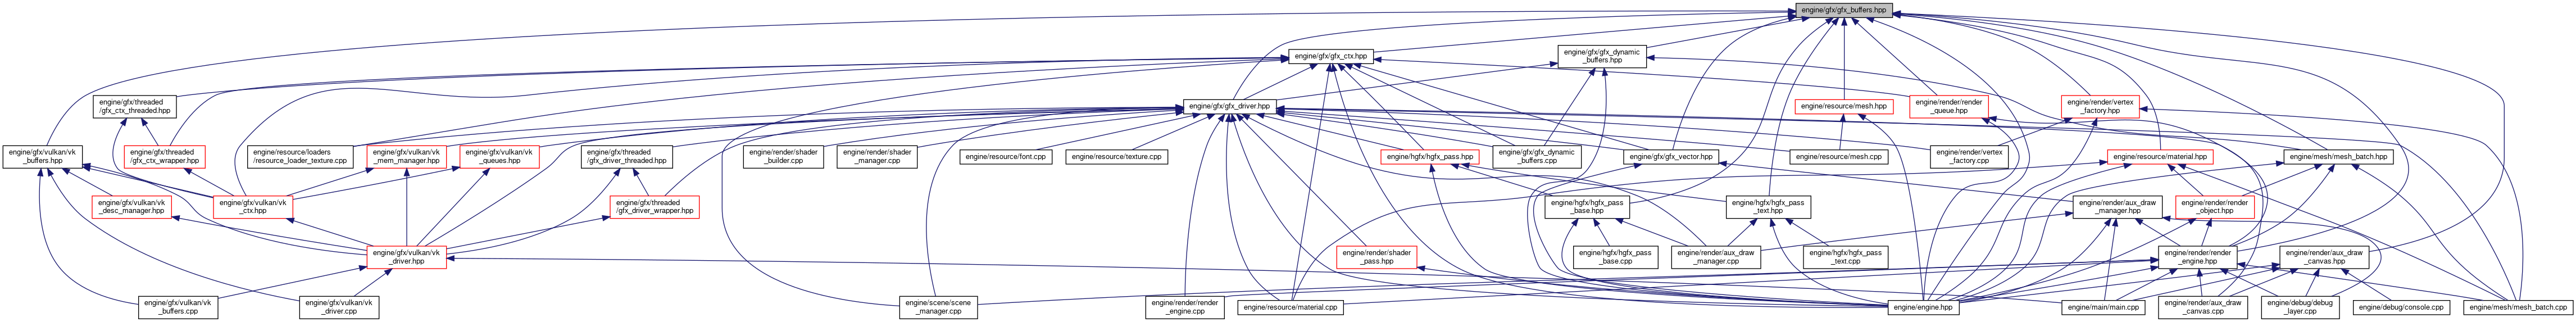 engine/gfx/gfx_buffers.hpp
engine/gfx/gfx_ctx.hpp
engine/gfx/gfx_dynamic
_buffers.hpp
engine/gfx/threaded
/gfx_ctx_threaded.hpp
engine/gfx/gfx_driver.hpp
engine/resource/mesh.hpp
engine/render/render
_queue.hpp
engine/render/vertex
_factory.hpp
engine/gfx/vulkan/vk
_buffers.hpp
engine/gfx/threaded
/gfx_ctx_wrapper.hpp
engine/resource/loaders
/resource_loader_texture.cpp
engine/gfx/vulkan/vk
_mem_manager.hpp
engine/gfx/vulkan/vk
_queues.hpp
engine/gfx/threaded
/gfx_driver_threaded.hpp
engine/render/shader
_builder.cpp
engine/render/shader
_manager.cpp
engine/resource/font.cpp
engine/resource/texture.cpp
engine/hgfx/hgfx_pass.hpp
engine/gfx/gfx_dynamic
_buffers.cpp
engine/gfx/gfx_vector.hpp
engine/render/vertex
_factory.cpp
engine/resource/mesh.cpp
engine/resource/material.hpp
engine/mesh/mesh_batch.hpp
engine/gfx/vulkan/vk
_desc_manager.hpp
engine/gfx/vulkan/vk
_ctx.hpp
engine/gfx/threaded
/gfx_driver_wrapper.hpp
engine/hgfx/hgfx_pass
_base.hpp
engine/hgfx/hgfx_pass
_text.hpp
engine/render/aux_draw
_manager.hpp
engine/render/render
_object.hpp
engine/gfx/vulkan/vk
_driver.hpp
engine/render/shader
_pass.hpp
engine/hgfx/hgfx_pass
_base.cpp
engine/render/aux_draw
_manager.cpp
engine/hgfx/hgfx_pass
_text.cpp
engine/render/render
_engine.hpp
engine/render/aux_draw
_canvas.hpp
engine/gfx/vulkan/vk
_buffers.cpp
engine/gfx/vulkan/vk
_driver.cpp
engine/scene/scene
_manager.cpp
engine/render/render
_engine.cpp
engine/resource/material.cpp
engine/engine.hpp
engine/main/main.cpp
engine/render/aux_draw
_canvas.cpp
engine/debug/debug
_layer.cpp
engine/debug/console.cpp
engine/mesh/mesh_batch.cpp